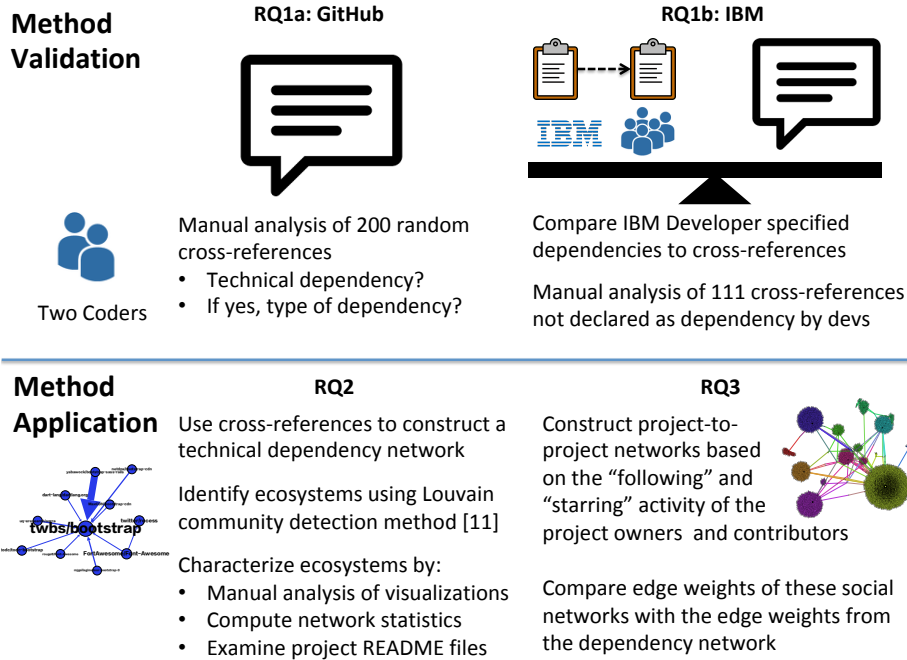 Method
Validation
RQ1a: GitHub
RQ1b: IBM
IBM
Two Coders
Manual analysis of 200 random
cross-references
• Technical dependency?
• If yes, type of dependency?
Compare IBM Developer specified
dependencies to cross-references
Manual analysis of 111 cross-references
not declared as dependency by devs
Method
Application
twbs/bootstrap
RQ2
Use cross-references to construct a
technical dependency network
Identify ecosystems using Louvain
community detection method [11]
Characterize ecosystems by:
• Manual analysis of visualizations
• Compute network statistics
• Examine project README files
RQ3
Construct project-to-
project networks based
on the “following” and
“starring” activity of the
project owners and contributors
Compare edge weights of these social
networks with the edge weights from
the dependency network